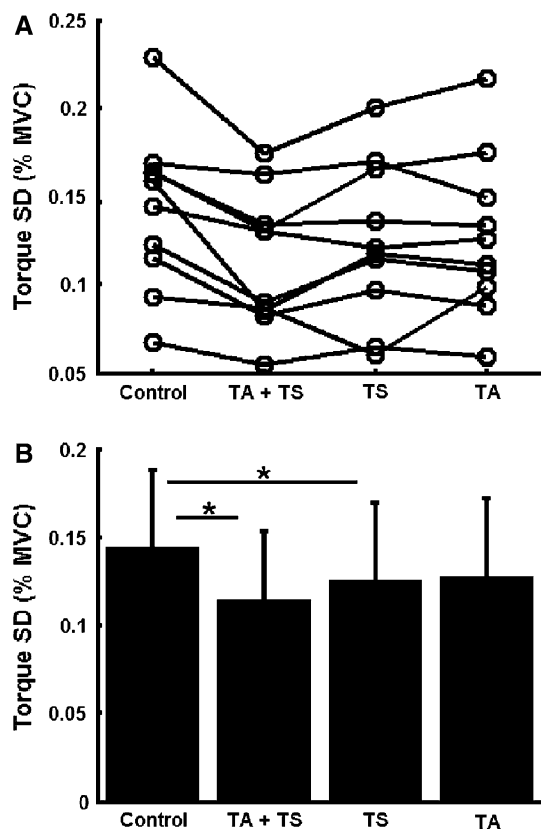 A
Torque SD (% MVC)
0.25
0.2
0.15
0.1
0.05
Control TA + TS TS TA
B
Torque SD (% MVC)
0.2
0.15
0.1
0.05
0
*
*
Control TA + TS TS TA